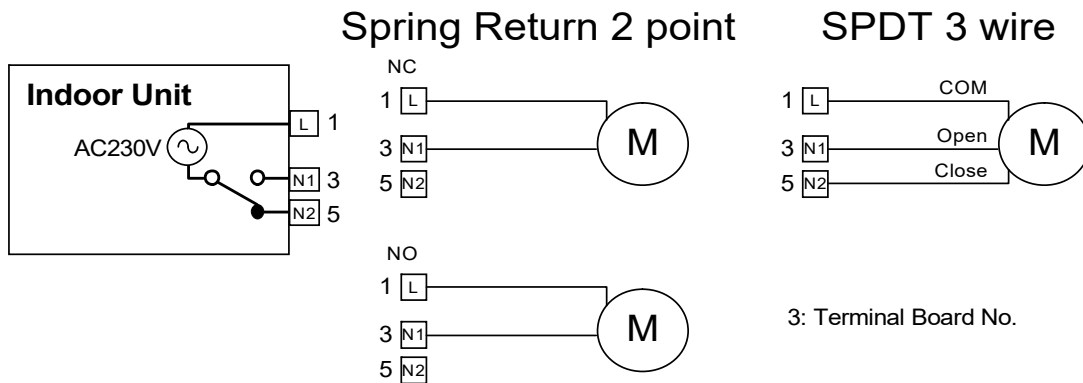 Spring Return 2 point
SPDT 3 wire
Indoor Unit
AC230V
L 1
N1 3
N2 5
NC
1 L
3 N1
5 N2
M
NO
1 L
3 N1
5 N2
M
1 L COM
3 N1 Open
5 N2 Close
M
3: Terminal Board No.